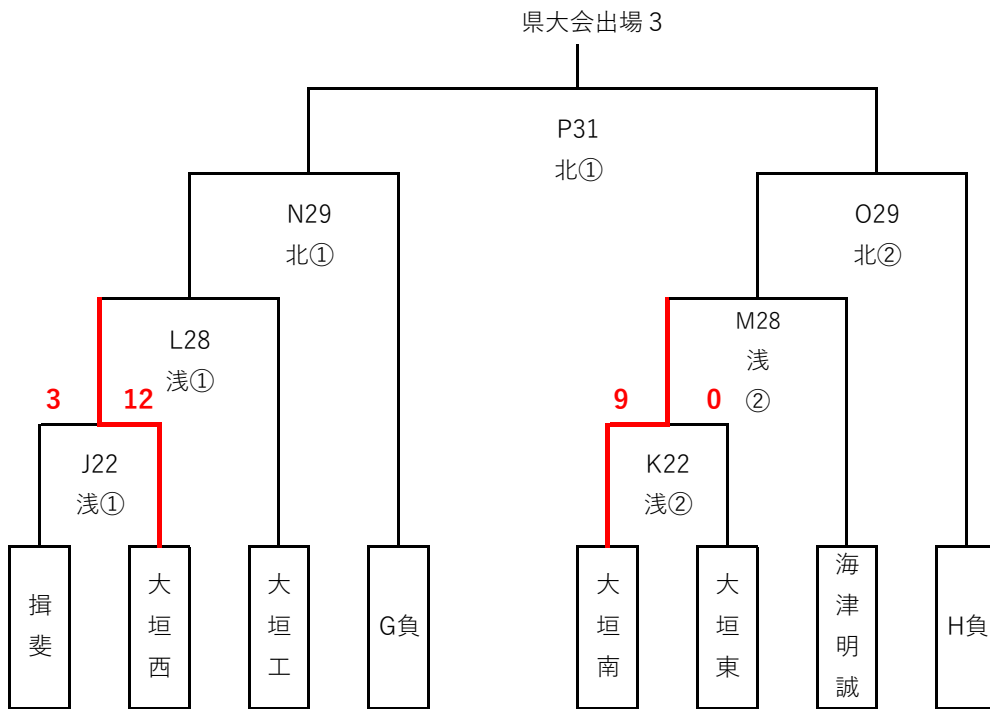 県大会出場３
P31
北①
N29
北①
O29
北②
L28
浅①
M28
浅
②
3
12
9
0
J22
浅①
K22
浅②
揖斐
大垣西
大垣工
G負
大垣南
大垣東
海津明誠
H負